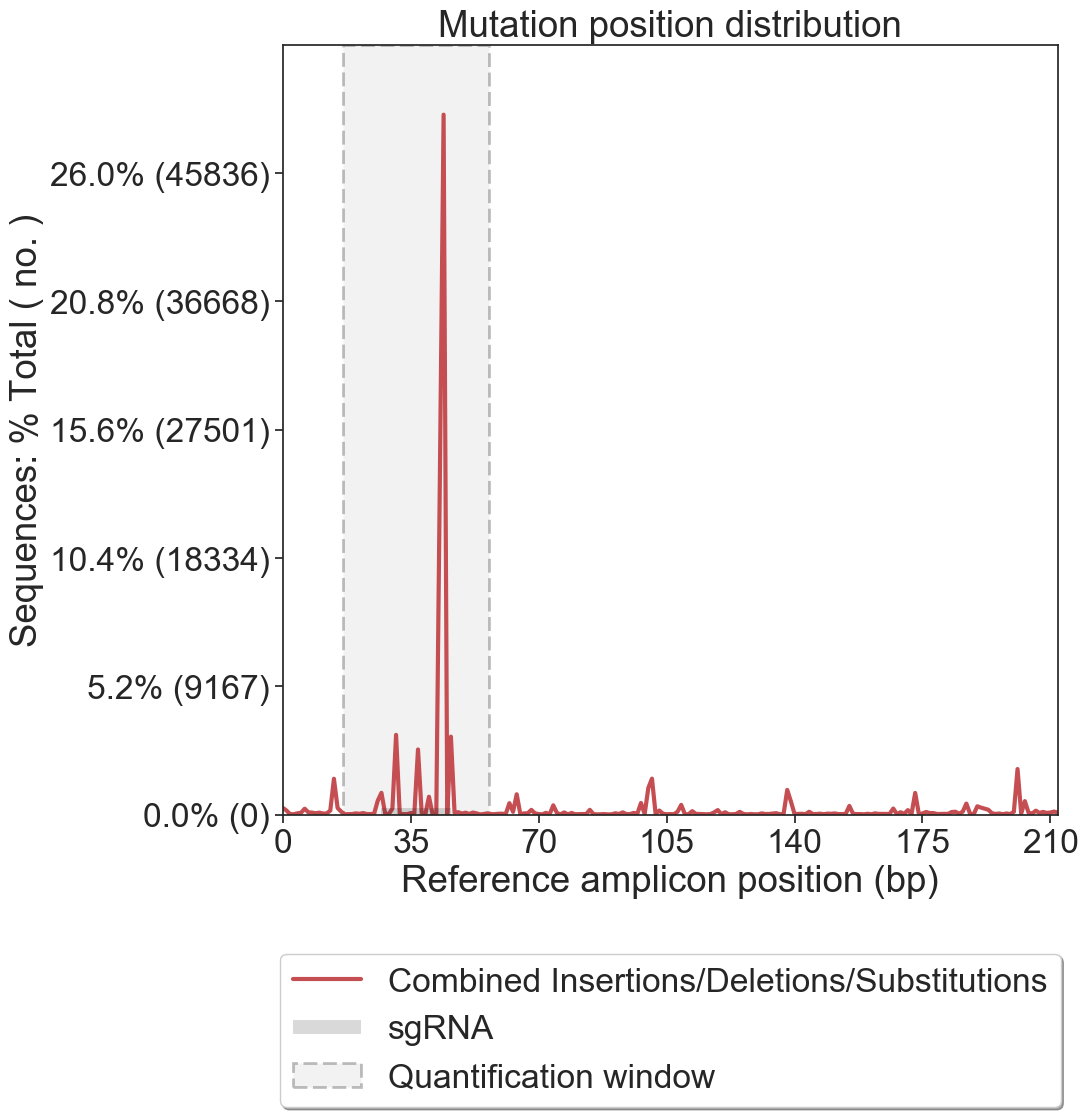 Mutation position distribution
Sequences: % Total ( no. )
26.0% (45836)
20.8% (36668)
15.6% (27501)
10.4% (18334)
5.2% (9167)
0.0% (0)
0 35 70 105 140 175 210
Reference amplicon position (bp)
Combined Insertions/Deletions/Substitutions
sgRNA
Quantification window